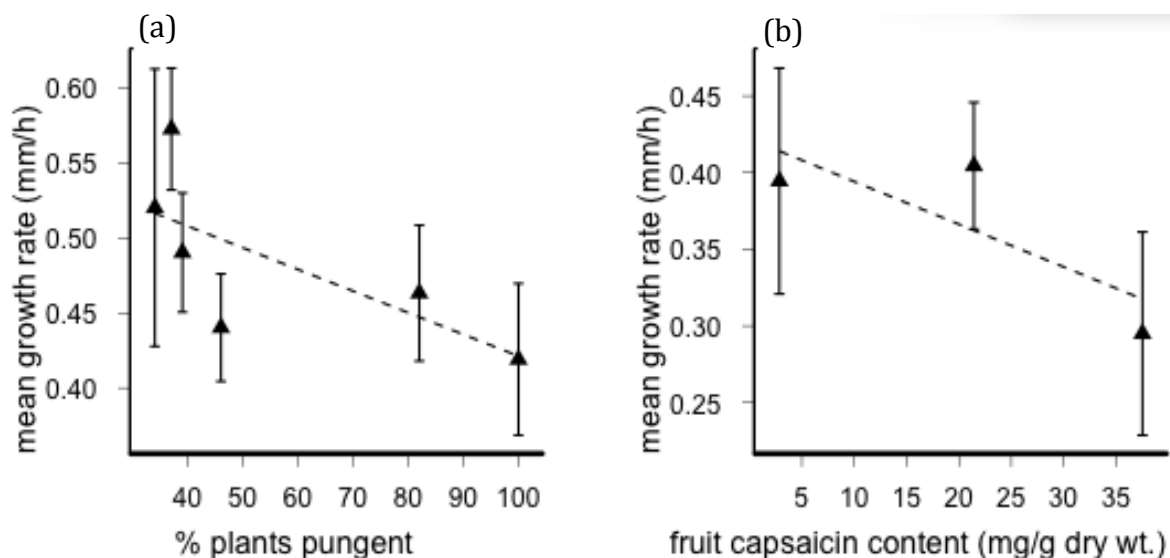 (a)
mean growth rate (mm/h)
0.60
0.55
0.50
0.45
0.40
40 50 60 70 80 90 100
% plants pungent
(b)
mean growth rate (mm/h)
0.45
0.40
0.35
0.30
0.25
5 10 15 20 25 30 35
fruit capsaicin content (mg/g dry wt.)